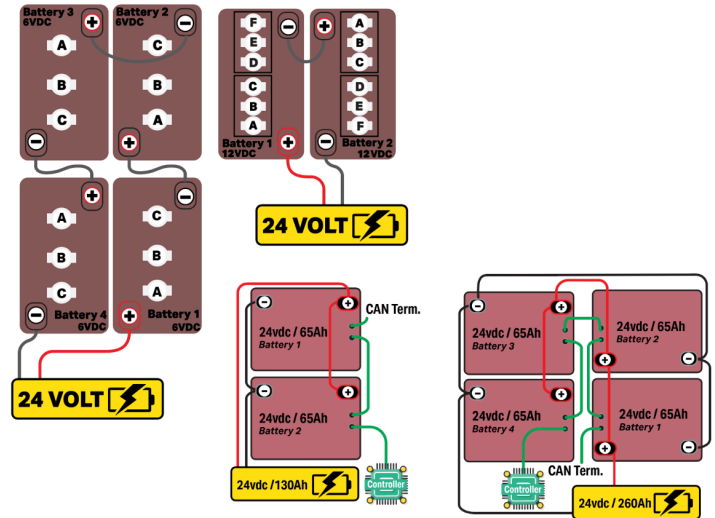 Battery 3
6VDC
+
A
B
C
−
Battery 2
6VDC
−
C
B
A
+
+
A
B
C
−
Battery 4
6VDC
−
C
B
A
+
Battery 1
6VDC
24 VOLT
F
E
D
C
B
A
−
Battery 1
12VDC
+
+
A
B
C
D
E
F
−
Battery 2
12VDC
24 VOLT
−
+
24vdc / 65Ah
Battery 1
CAN Term.
−
+
24vdc / 65Ah
Battery 2
24vdc /130Ah
Controller
−
+
24vdc / 65Ah
Battery 3
24vdc / 65Ah
Battery 2
+
−
−
+
24vdc / 65Ah
Battery 4
24vdc / 65Ah
Battery 1
+
−
CAN Term.
Controller
24vdc / 260Ah